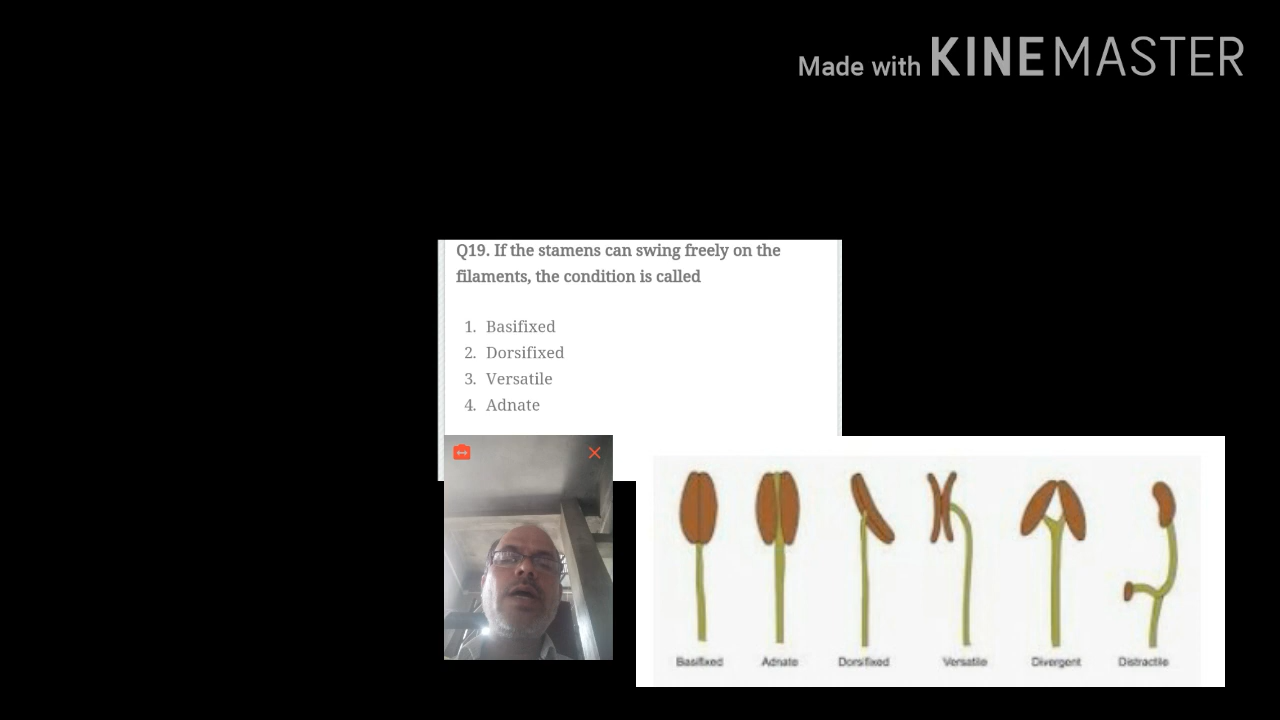 Made with KINEMASTER
Q19. If the stamens can swing freely on the
filaments, the condition is called
1. Basifixed
2. Dorsifixed
3. Versatile
4. Adnate
Basifixed Adnate Dorsifixed Versatile Divergent Distractile